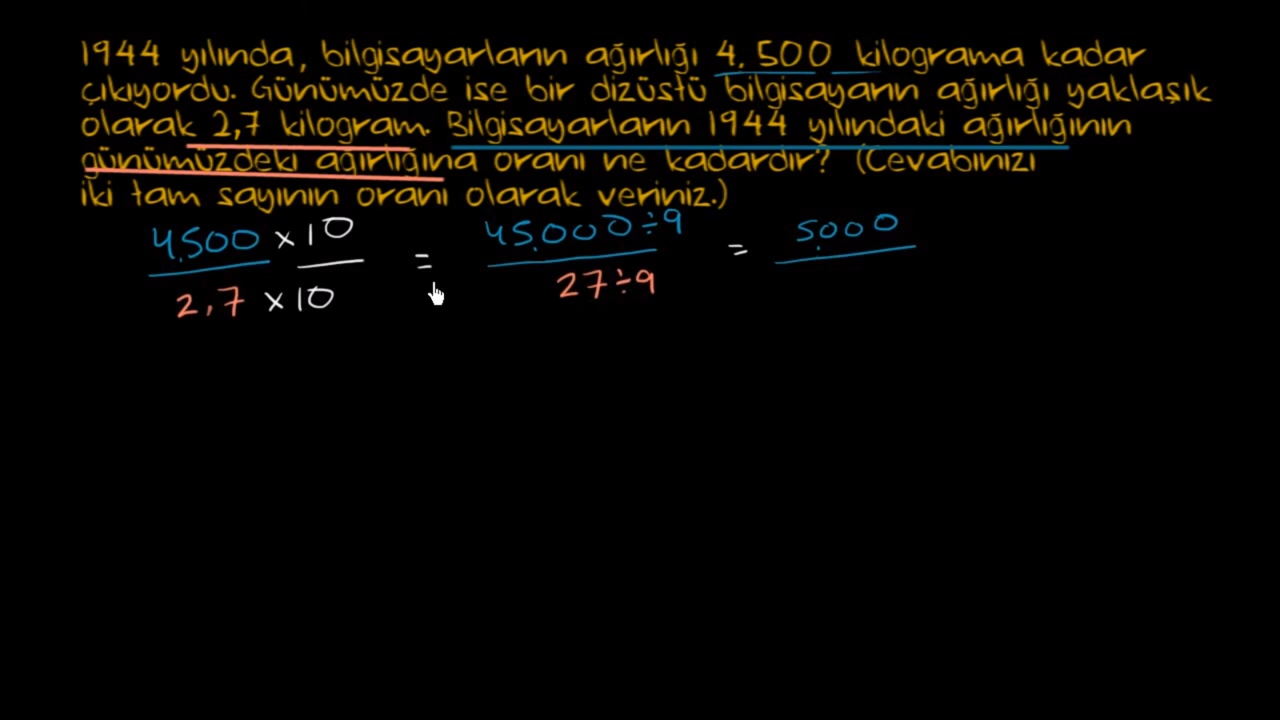 1944 yılında, bilgisayarların ağırlığı 4.500 kilograma kadar
çıkıyordu. Günümüzde ise bir dizüstü bilgisayarın ağırlığı yaklaşık
olarak 2,7 kilogram. Bilgisayarların 1944 yılındaki ağırlığının
günümüzdeki ağırlığına oranı ne kadardır? (Cevabınızı
iki tam sayının oranı olarak veriniz.)
4.500 × 10 = 45.000 ÷ 9 = 5.000
2,7 × 10 27 ÷ 9